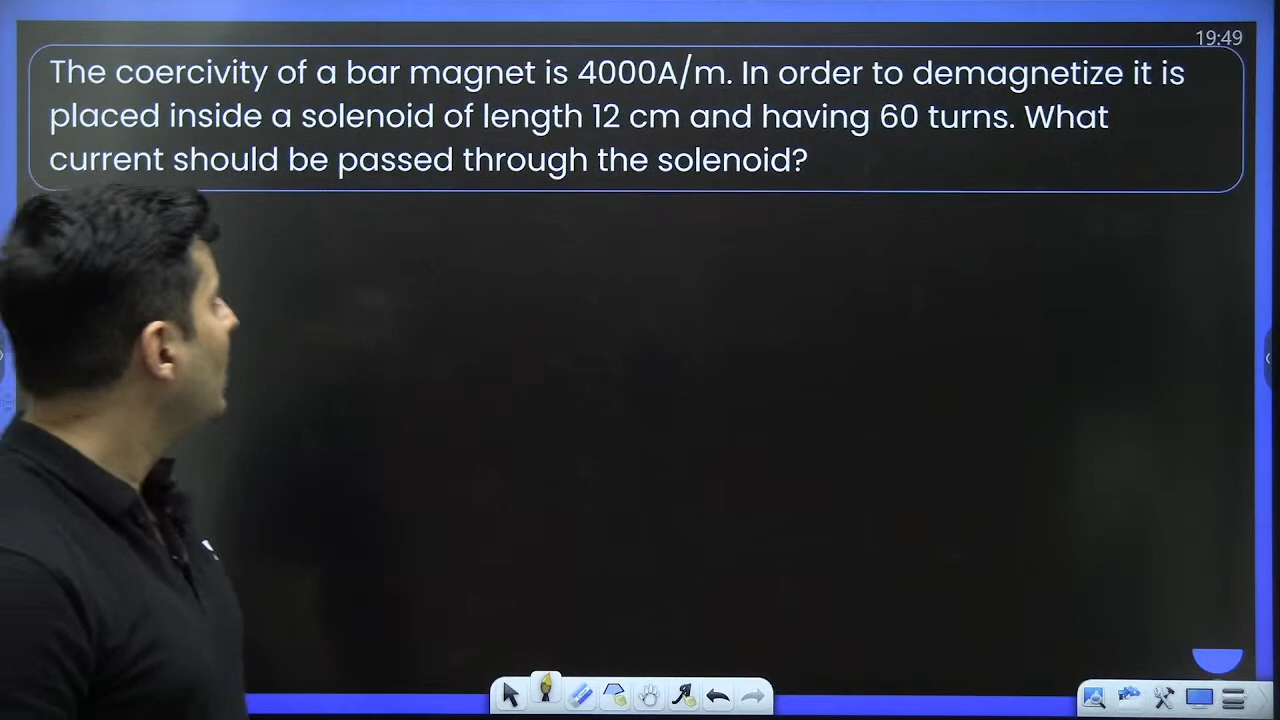 19:49
The coercivity of a bar magnet is 4000A/m. In order to demagnetize it is
placed inside a solenoid of length 12 cm and having 60 turns. What
current should be passed through the solenoid?